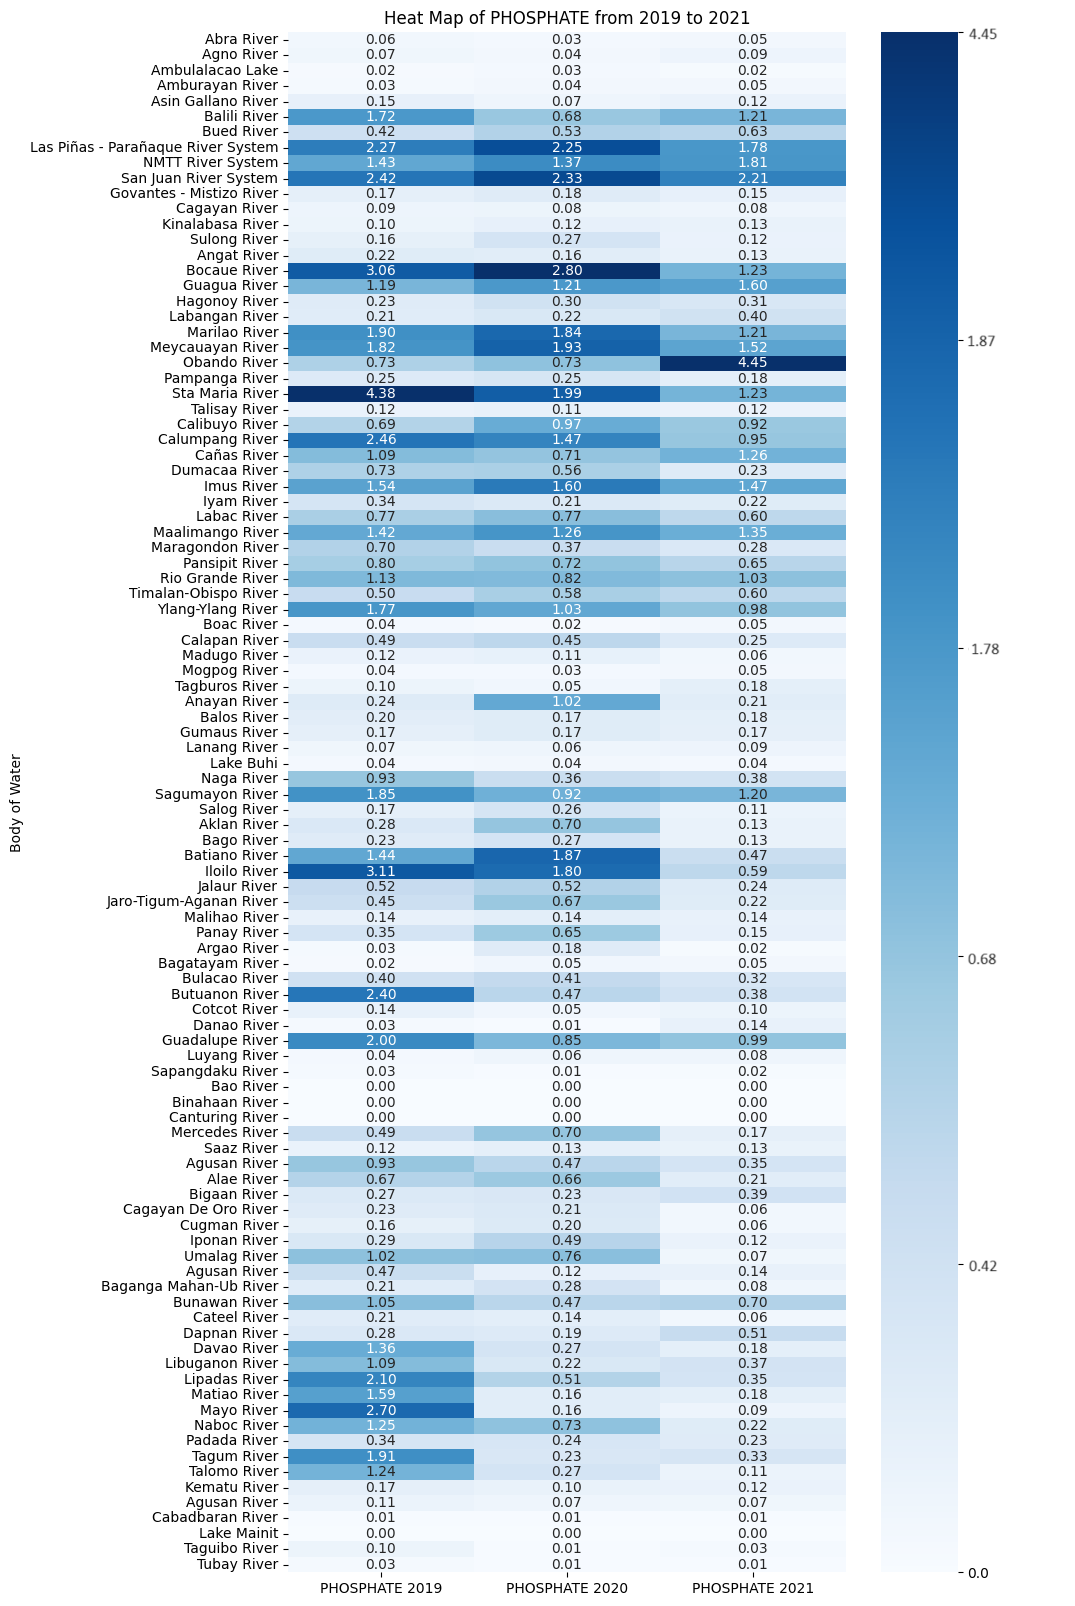 Heat Map of PHOSPHATE from 2019 to 2021
Abra River 0.06 0.03 0.05
Agno River 0.07 0.04 0.09
Ambulalacao Lake 0.02 0.03 0.02
Amburayan River 0.03 0.04 0.05
Asin Gallano River 0.15 0.07 0.12
Balili River 1.72 0.68 1.21
Bued River 0.42 0.53 0.63
Las Piñas - Parañaque River System 2.27 2.25 1.78
NMTT River System 1.43 1.37 1.81
San Juan River System 2.42 2.33 2.21
Govantes - Mistizo River 0.17 0.18 0.15
Cagayan River 0.09 0.08 0.08
Kinalabasa River 0.10 0.12 0.13
Sulong River 0.16 0.27 0.12
Angat River 0.22 0.16 0.13
Bocaue River 3.06 2.80 1.23
Guagua River 1.19 1.21 1.60
Hagonoy River 0.23 0.30 0.31
Labangan River 0.21 0.22 0.40
Marilao River 1.90 1.84 1.21
Meycauayan River 1.82 1.93 1.52
Obando River 0.73 0.73 4.45
Pampanga River 0.25 0.25 0.18
Sta Maria River 4.38 1.99 1.23
Talisay River 0.12 0.11 0.12
Calibuyo River 0.69 0.97 0.92
Calumpang River 2.46 1.47 0.95
Cañas River 1.09 0.71 1.26
Dumacaa River 0.73 0.56 0.23
Imus River 1.54 1.60 1.47
Iyam River 0.34 0.21 0.22
Labac River 0.77 0.77 0.60
Maalimango River 1.42 1.26 1.35
Maragondon River 0.70 0.37 0.28
Pansipit River 0.80 0.72 0.65
Rio Grande River 1.13 0.82 1.03
Timalan-Obispo River 0.50 0.58 0.60
Ylang-Ylang River 1.77 1.03 0.98
Boac River 0.04 0.02 0.05
Calapan River 0.49 0.45 0.25
Madugo River 0.12 0.11 0.06
Mogpog River 0.04 0.03 0.05
Tagburos River 0.10 0.05 0.18
Anayan River 0.24 1.02 0.21
Balos River 0.20 0.17 0.18
Gumaus River 0.17 0.17 0.17
Lanang River 0.07 0.06 0.09
Lake Buhi 0.04 0.04 0.04
Naga River 0.93 0.36 0.38
Sagumayon River 1.85 0.92 1.20
Salog River 0.17 0.26 0.11
Aklan River 0.28 0.70 0.13
Bago River 0.23 0.27 0.13
Batiano River 1.44 1.87 0.47
Iloilo River 3.11 1.80 0.59
Jalaur River 0.52 0.52 0.24
Jaro-Tigum-Aganan River 0.45 0.67 0.22
Malihao River 0.14 0.14 0.14
Panay River 0.35 0.65 0.15
Argao River 0.03 0.18 0.02
Bagatayam River 0.02 0.05 0.05
Bulacao River 0.40 0.41 0.32
Butuanon River 2.40 0.47 0.38
Cotcot River 0.14 0.05 0.10
Danao River 0.03 0.01 0.14
Guadalupe River 2.00 0.85 0.99
Luyang River 0.04 0.06 0.08
Sapangdaku River 0.03 0.01 0.02
Bao River 0.00 0.00 0.00
Binahaan River 0.00 0.00 0.00
Canturing River 0.00 0.00 0.00
Mercedes River 0.49 0.70 0.17
Saaz River 0.12 0.13 0.13
Agusan River 0.93 0.47 0.35
Alae River 0.67 0.66 0.21
Bigaan River 0.27 0.23 0.39
Cagayan De Oro River 0.23 0.21 0.06
Cugman River 0.16 0.20 0.06
Iponan River 0.29 0.49 0.12
Umalag River 1.02 0.76 0.07
Agusan River 0.47 0.12 0.14
Baganga Mahan-Ub River 0.21 0.28 0.08
Bunawan River 1.05 0.47 0.70
Cateel River 0.21 0.14 0.06
Dapnan River 0.28 0.19 0.51
Davao River 1.36 0.27 0.18
Libuganon River 1.09 0.22 0.37
Lipadas River 2.10 0.51 0.35
Matiao River 1.59 0.16 0.18
Mayo River 2.70 0.16 0.09
Naboc River 1.25 0.73 0.22
Padada River 0.34 0.24 0.23
Tagum River 1.91 0.23 0.33
Talomo River 1.24 0.27 0.11
Kematu River 0.17 0.10 0.12
Agusan River 0.11 0.07 0.07
Cabadbaran River 0.01 0.01 0.01
Lake Mainit 0.00 0.00 0.00
Taguibo River 0.10 0.01 0.03
Tubay River 0.03 0.01 0.01
PHOSPHATE 2019 PHOSPHATE 2020 PHOSPHATE 2021
Body of Water
4.45
1.87
1.78
0.68
0.42
0.0